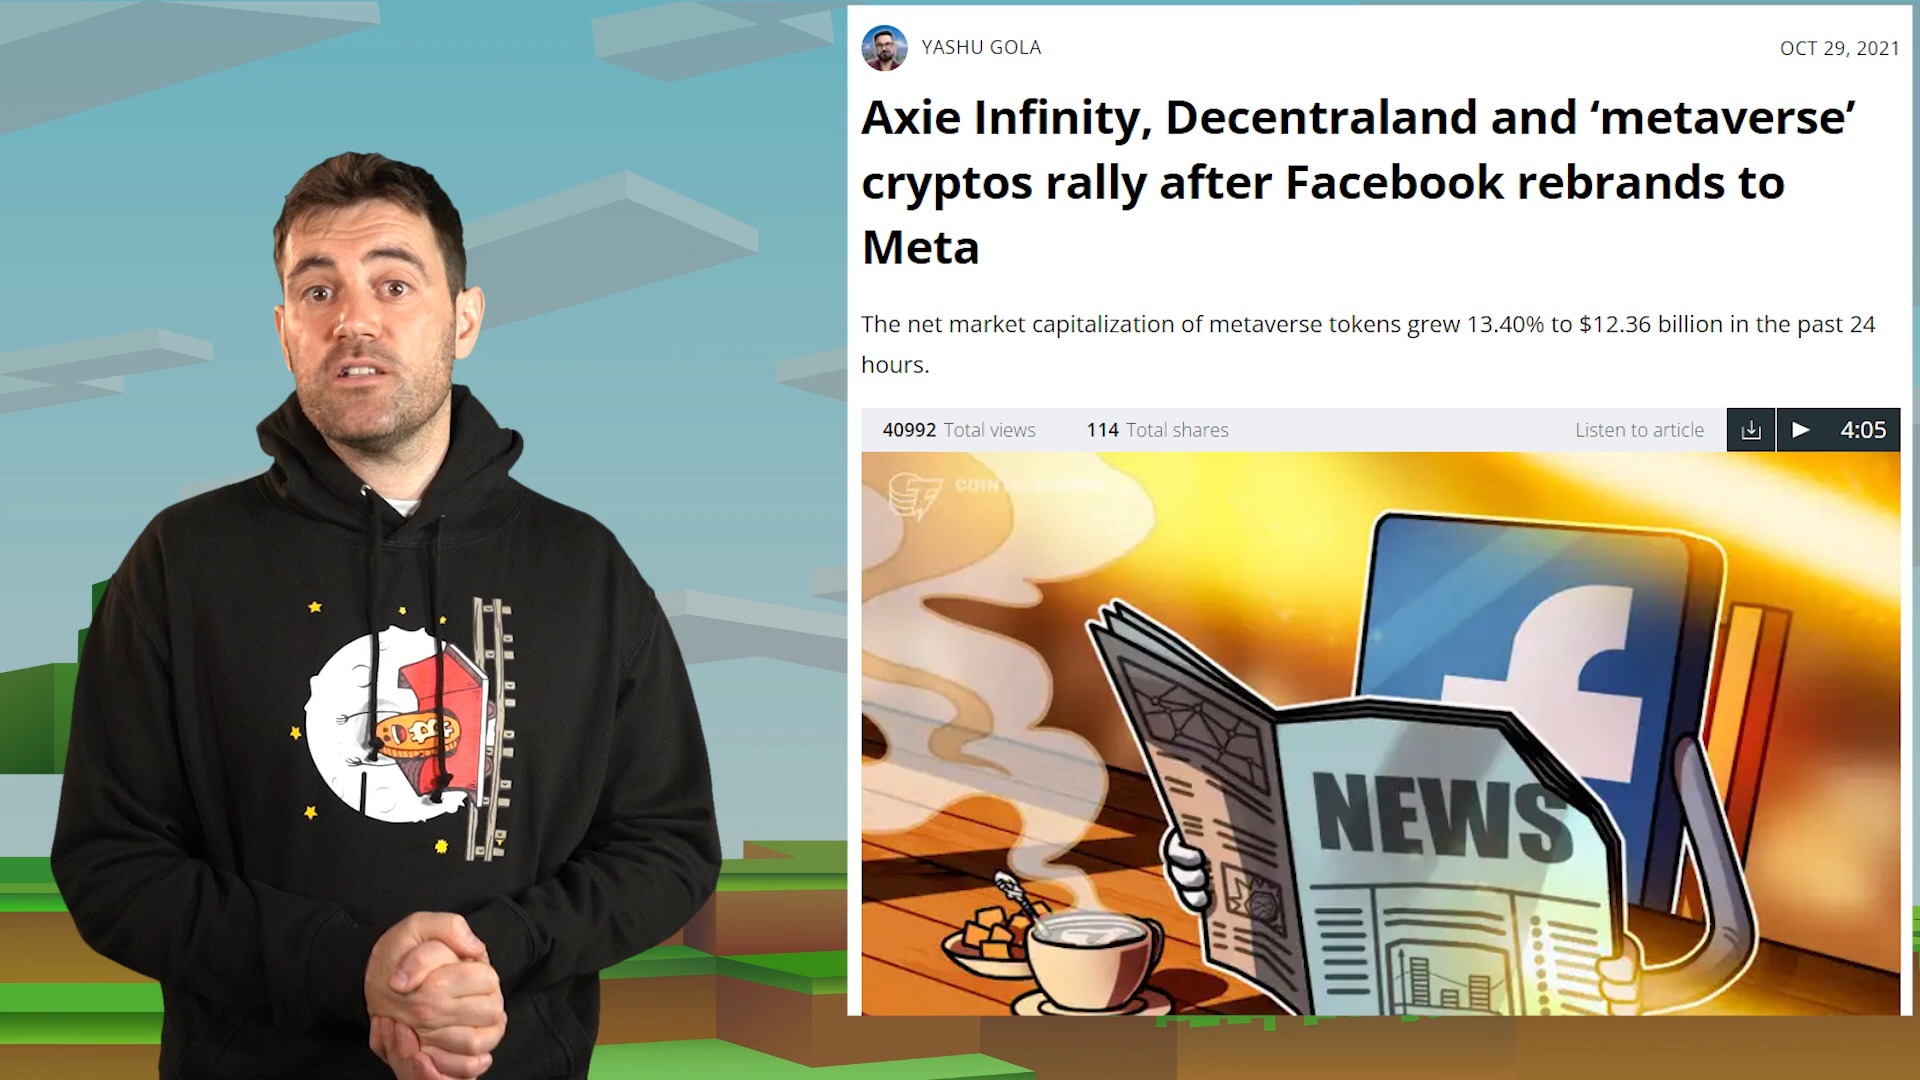 YASHU GOLA
OCT 29, 2021
Axie Infinity, Decentraland and ‘metaverse’
cryptos rally after Facebook rebrands to
Meta
The net market capitalization of metaverse tokens grew 13.40% to $12.36 billion in the past 24
hours.
40992 Total views 114 Total shares Listen to article 4:05
f
NEWS